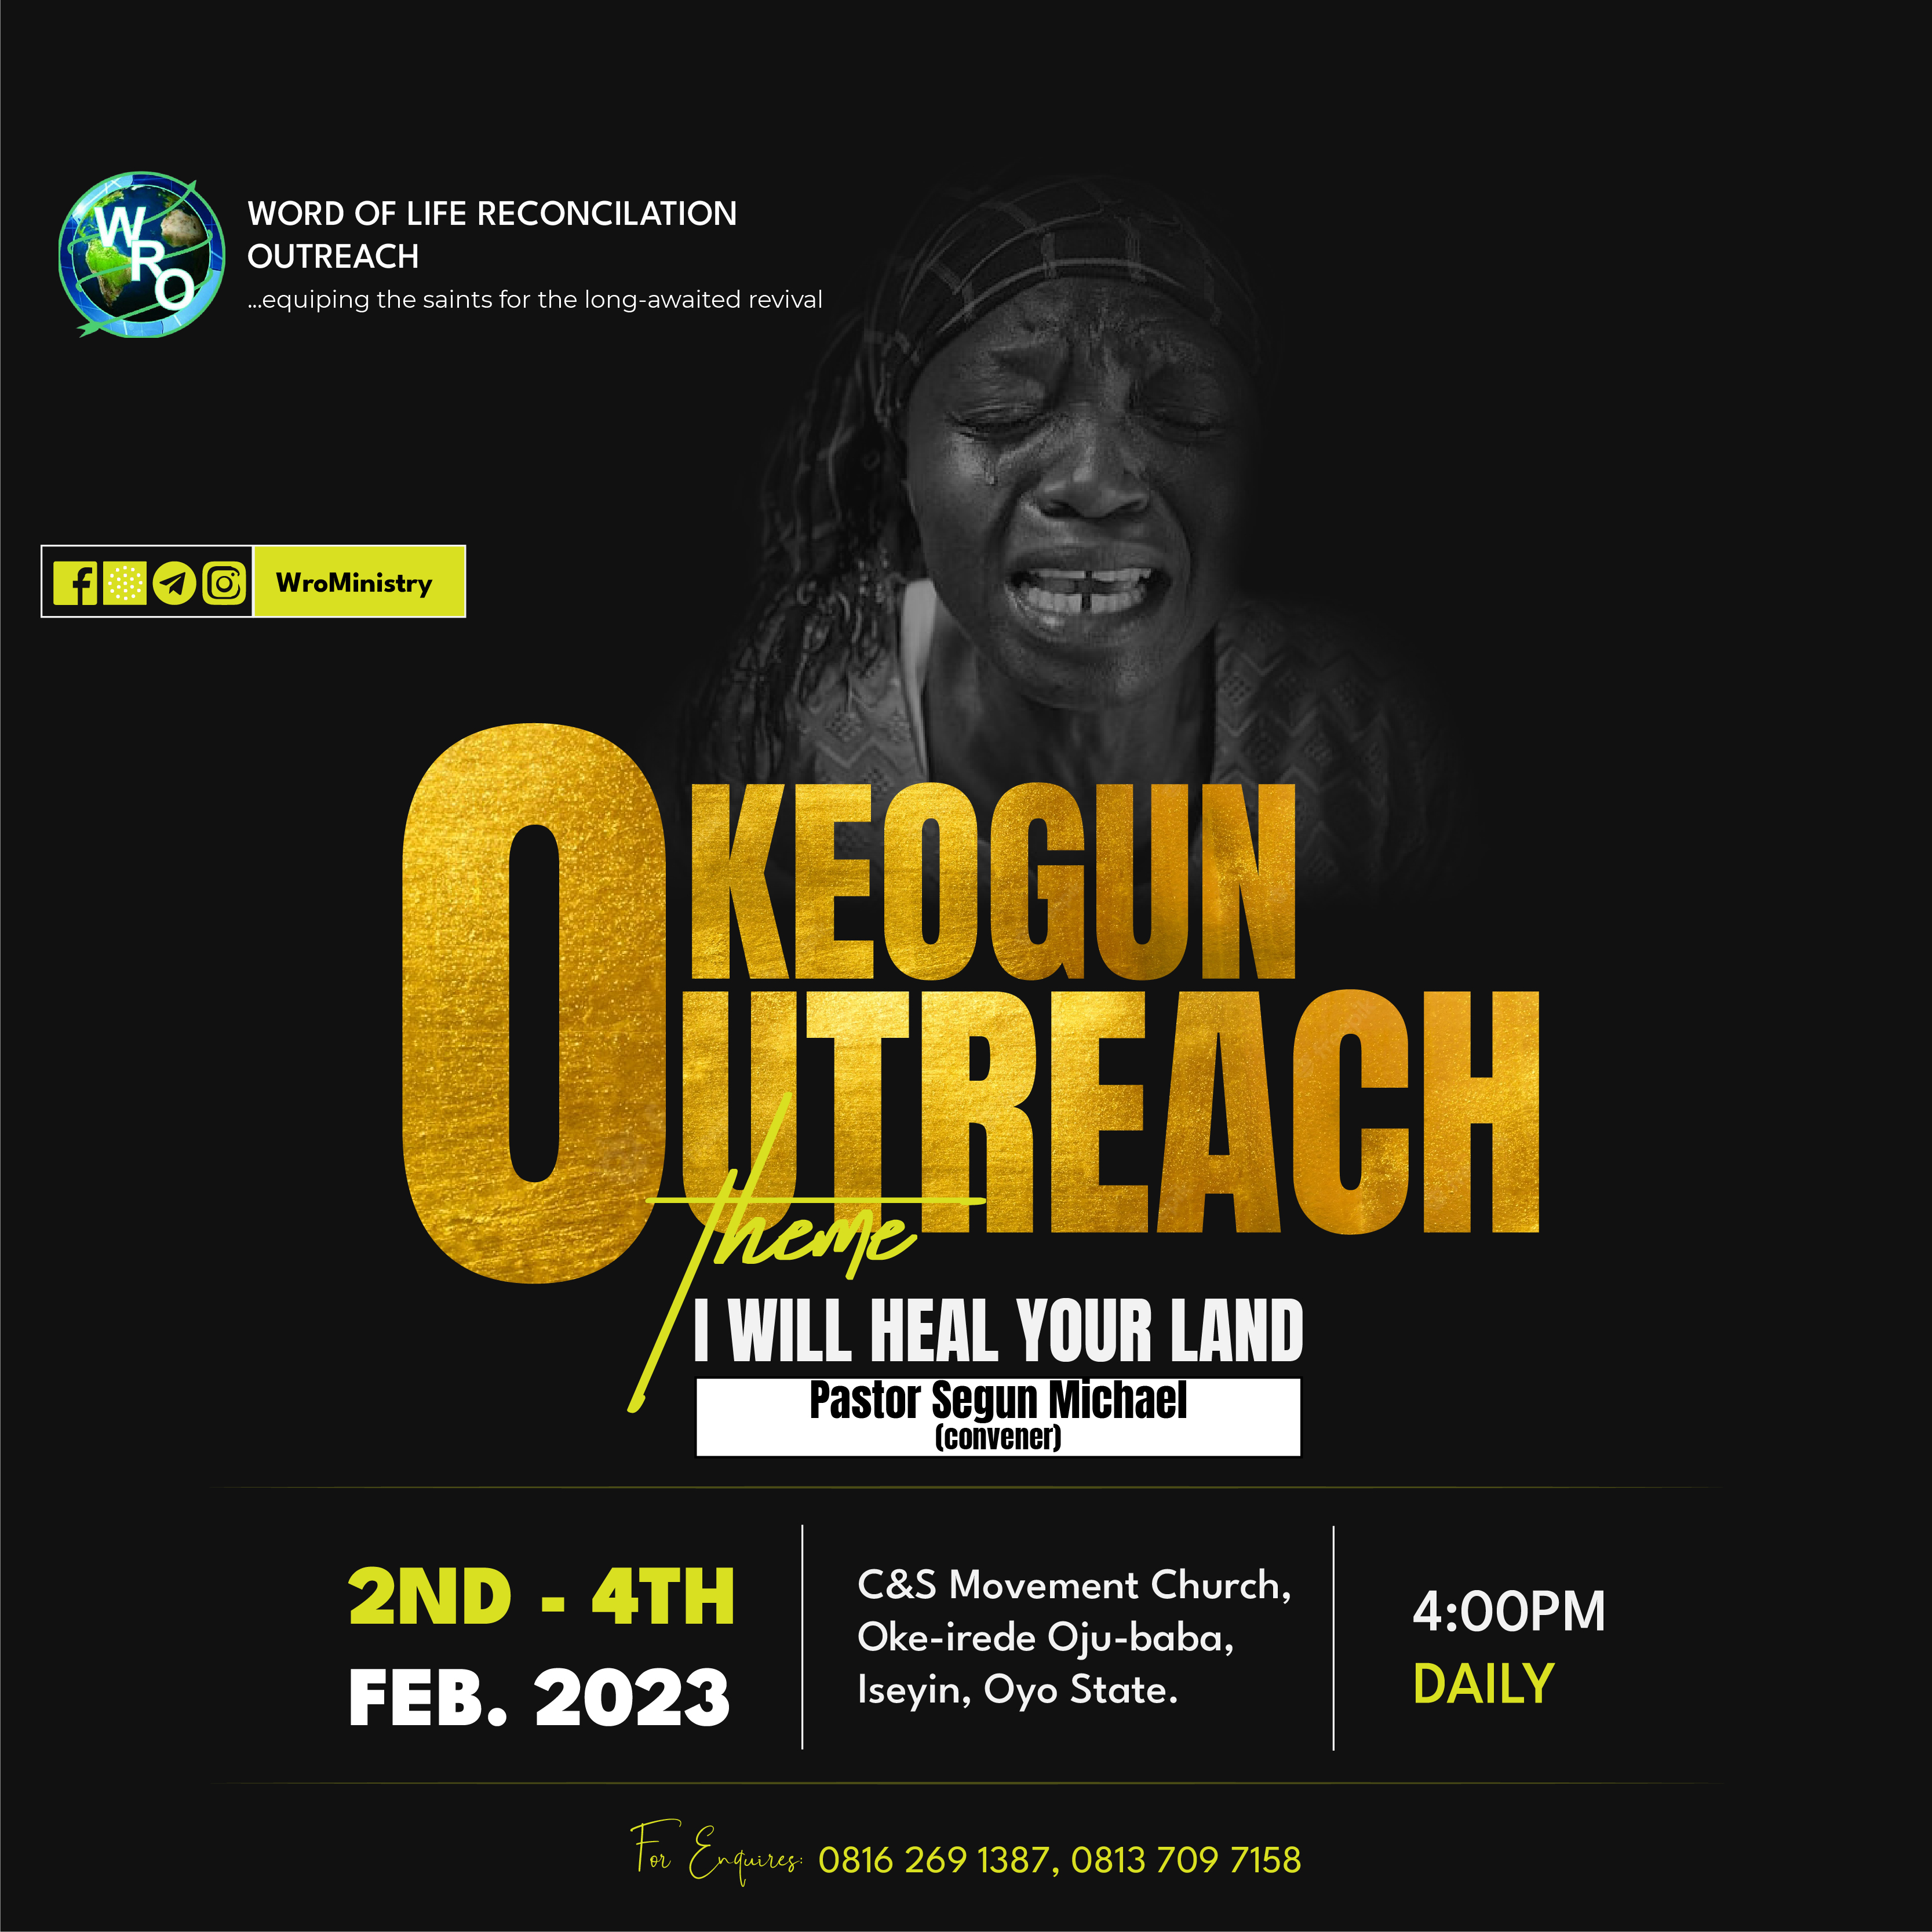 WRO
WORD OF LIFE RECONCILATION
OUTREACH
...equiping the saints for the long-awaited revival
WroMinistry
OKEOGUN
OUTREACH
theme
I WILL HEAL YOUR LAND
Pastor Segun Michael
(convener)
2ND - 4TH
FEB. 2023
C&S Movement Church,
Oke-irede Oju-baba,
Iseyin, Oyo State.
4:00PM
DAILY
For Enquires: 0816 269 1387, 0813 709 7158